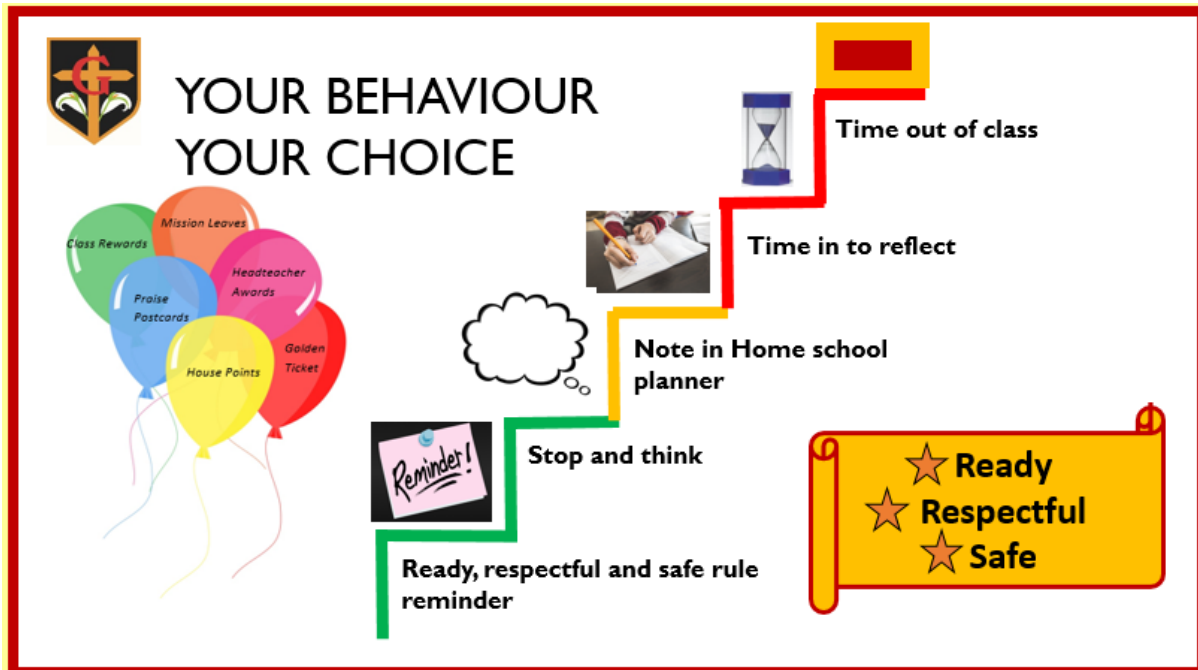 G
YOUR BEHAVIOUR
YOUR CHOICE
Mission Leaves
Class Rewards
Headteacher
Awards
Praise
Postcards
Golden
Ticket
House Points
Time out of class
Time in to reflect
Note in Home school
planner
Reminder!
Stop and think
Ready, respectful and safe rule
reminder
Ready
Respectful
Safe